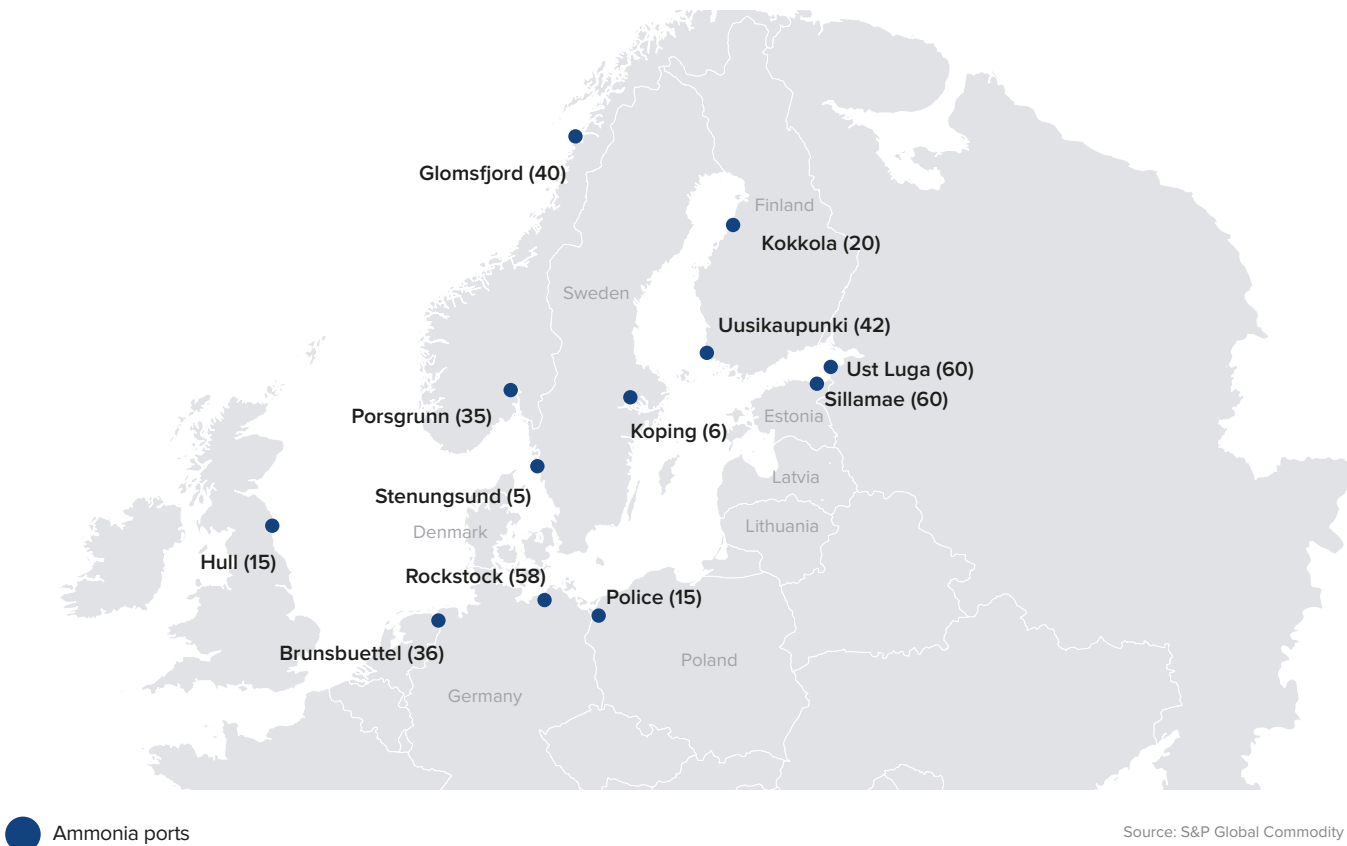 Glomsfjord (40)
Finland
Kokkola (20)
Sweden
Uusikaupunki (42)
Ust Luga (60)
Sillamae (60)
Porsgrunn (35)
Estonia
Koping (6)
Latvia
Stenungsund (5)
Lithuania
Denmark
Hull (15)
Rockstock (58)
Police (15)
Brunsbuettel (36)
Poland
Germany
Ammonia ports
Source: S&P Global Commodity